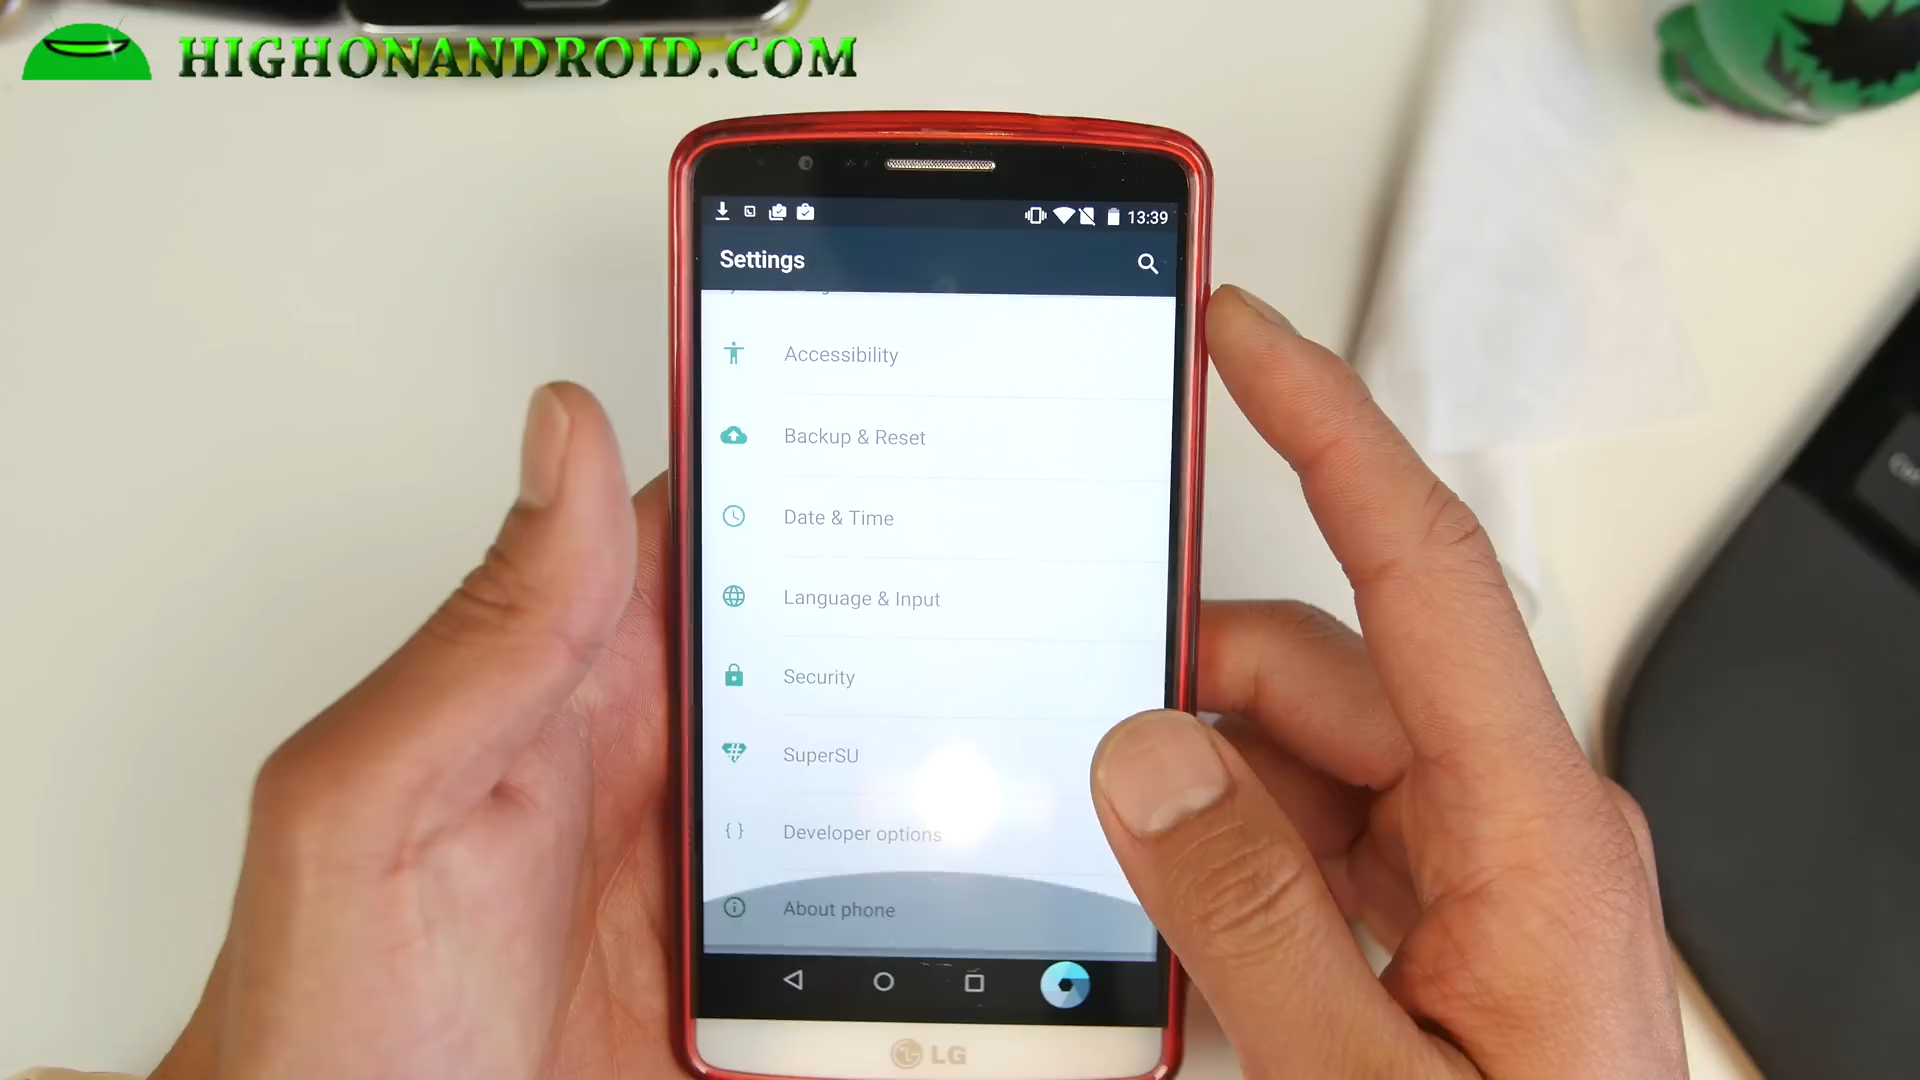 HIGHONANDROID.COM
13:39
Settings
Accessibility
Backup & Reset
Date & Time
Language & Input
Security
SuperSU
{ } Developer options
About phone
LG